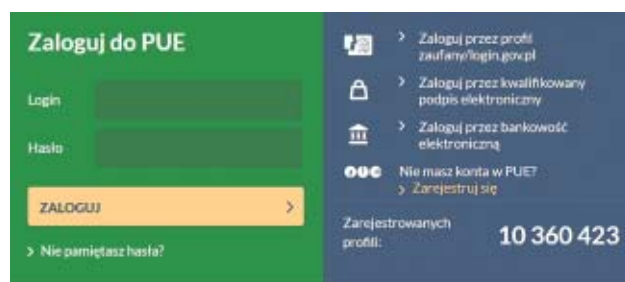 Zaloguj do PUE
Login
Hasło
ZALOGUJ
Nie pamiętasz hasła?
Zaloguj przez profil
zaufany/login.gov.pl
Zaloguj przez kwalifikowany
podpis elektroniczny
Zaloguj przez bankowość
elektroniczną
Nie masz konta w PUE?
Zarejestruj się
Zarejestrowanych
profili:
10 360 423